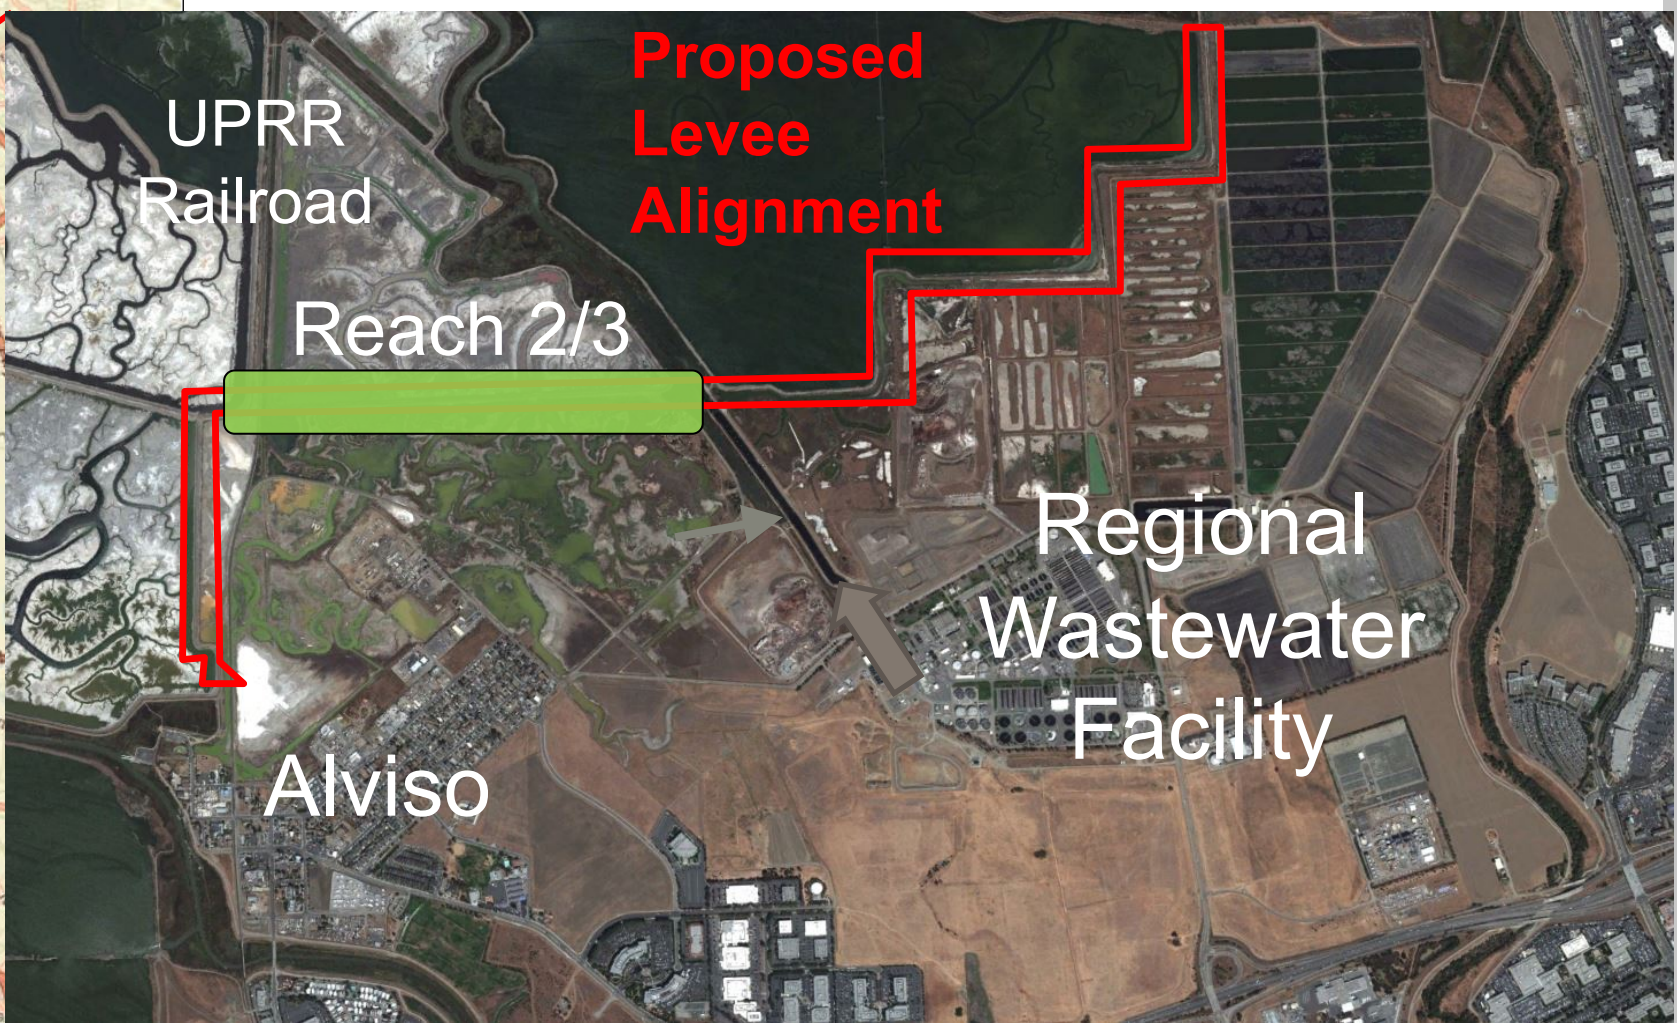 Proposed
Levee
Alignment
UPRR
Railroad
Reach 2/3
Regional
Wastewater
Facility
Alviso